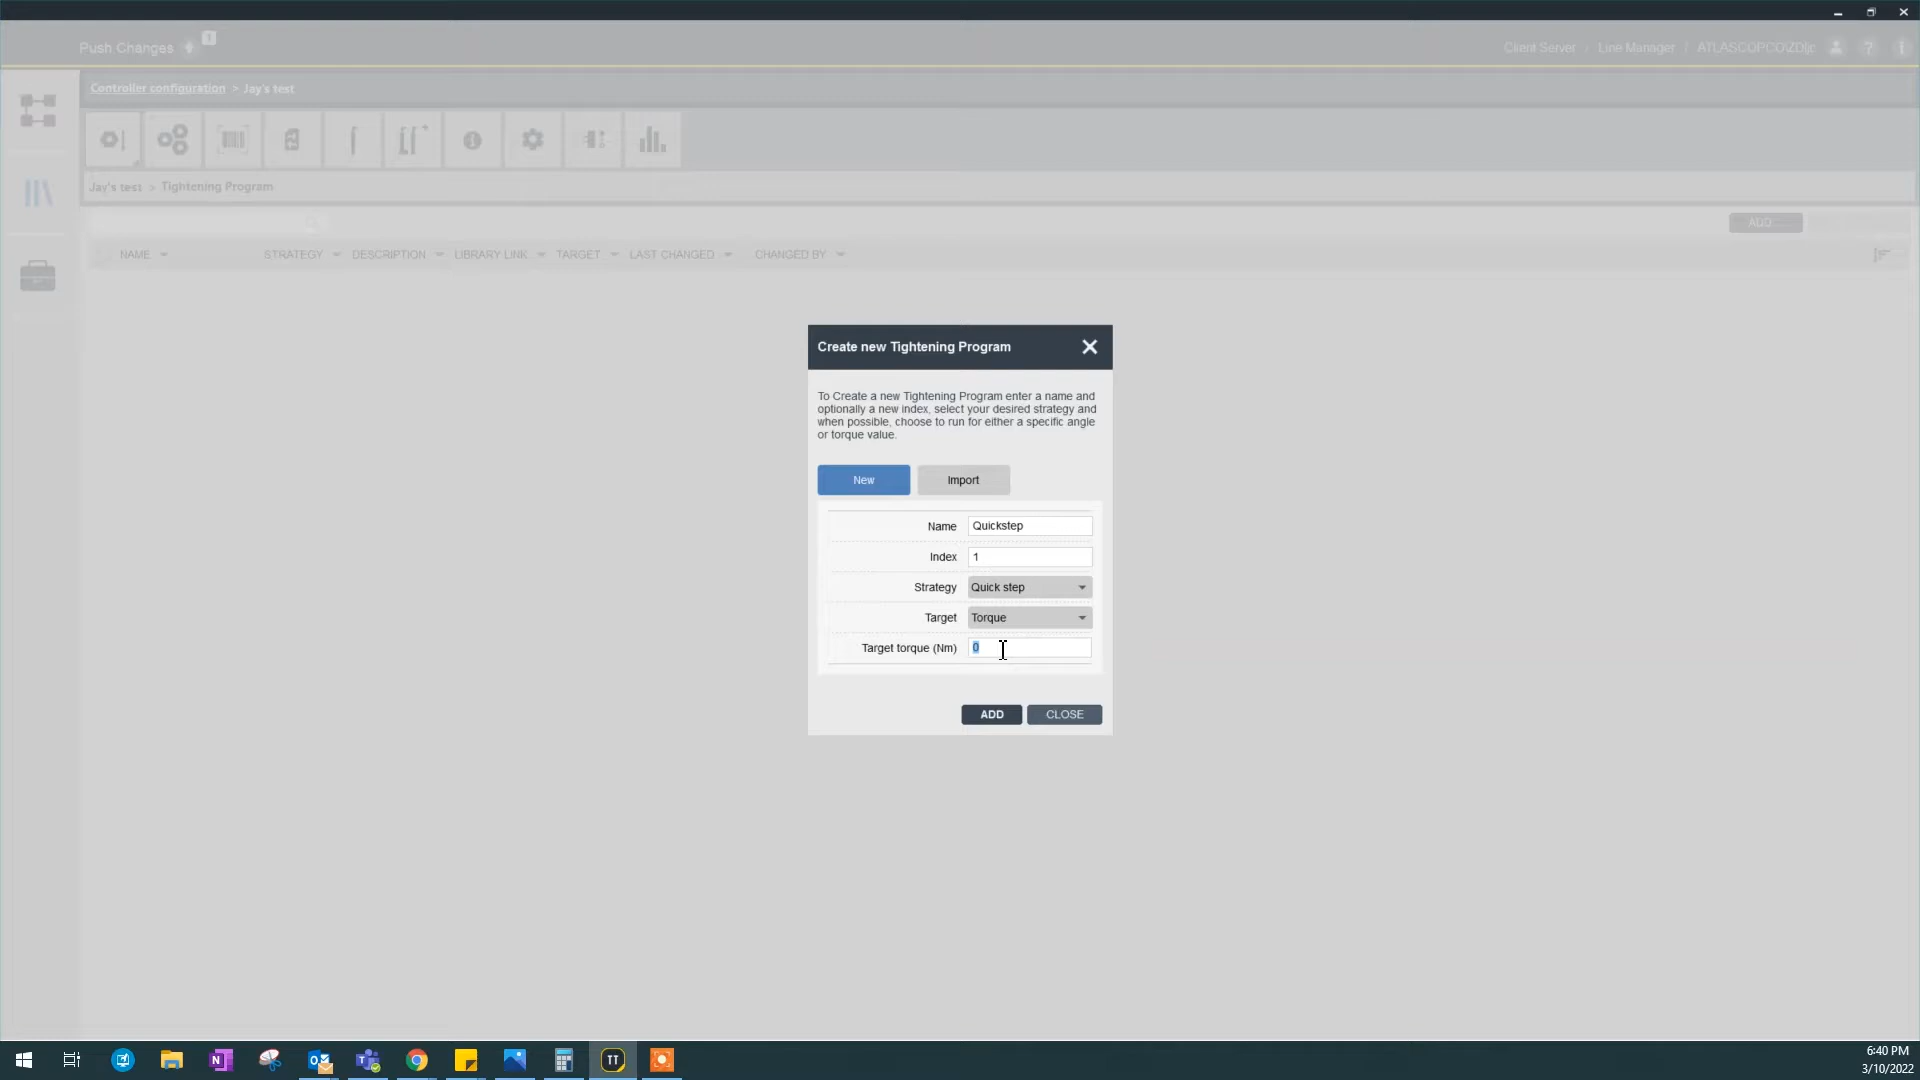 Push Changes
Client Server / Line Manager / ATLASCOPCO\ZDljc
Controller configuration > Jay's test
Jay's test > Tightening Program
ADD
NAME STRATEGY DESCRIPTION LIBRARY LINK TARGET LAST CHANGED CHANGED BY
Create new Tightening Program
To Create a new Tightening Program enter a name and
optionally a new index, select your desired strategy and
when possible, choose to run for either a specific angle
or torque value.
New Import
Name Quickstep
Index 1
Strategy Quick step
Target Torque
Target torque (Nm) 0
ADD CLOSE
6:40 PM
3/10/2022